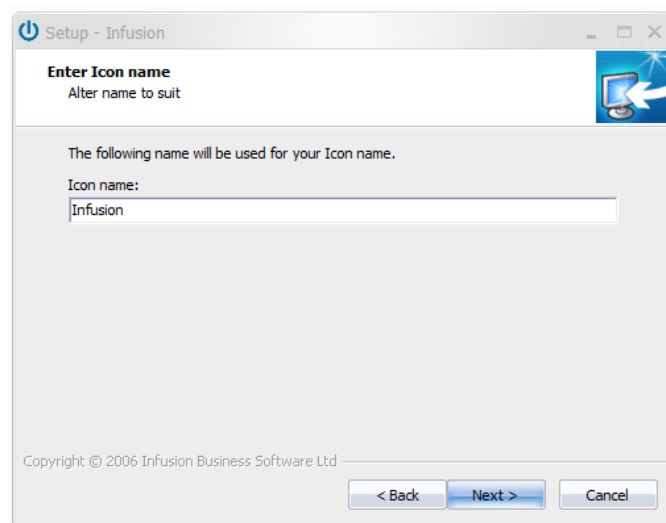 Setup - Infusion
Enter Icon name
Alter name to suit
The following name will be used for your Icon name.
Icon name:
Infusion
Copyright © 2006 Infusion Business Software Ltd
< Back Next > Cancel